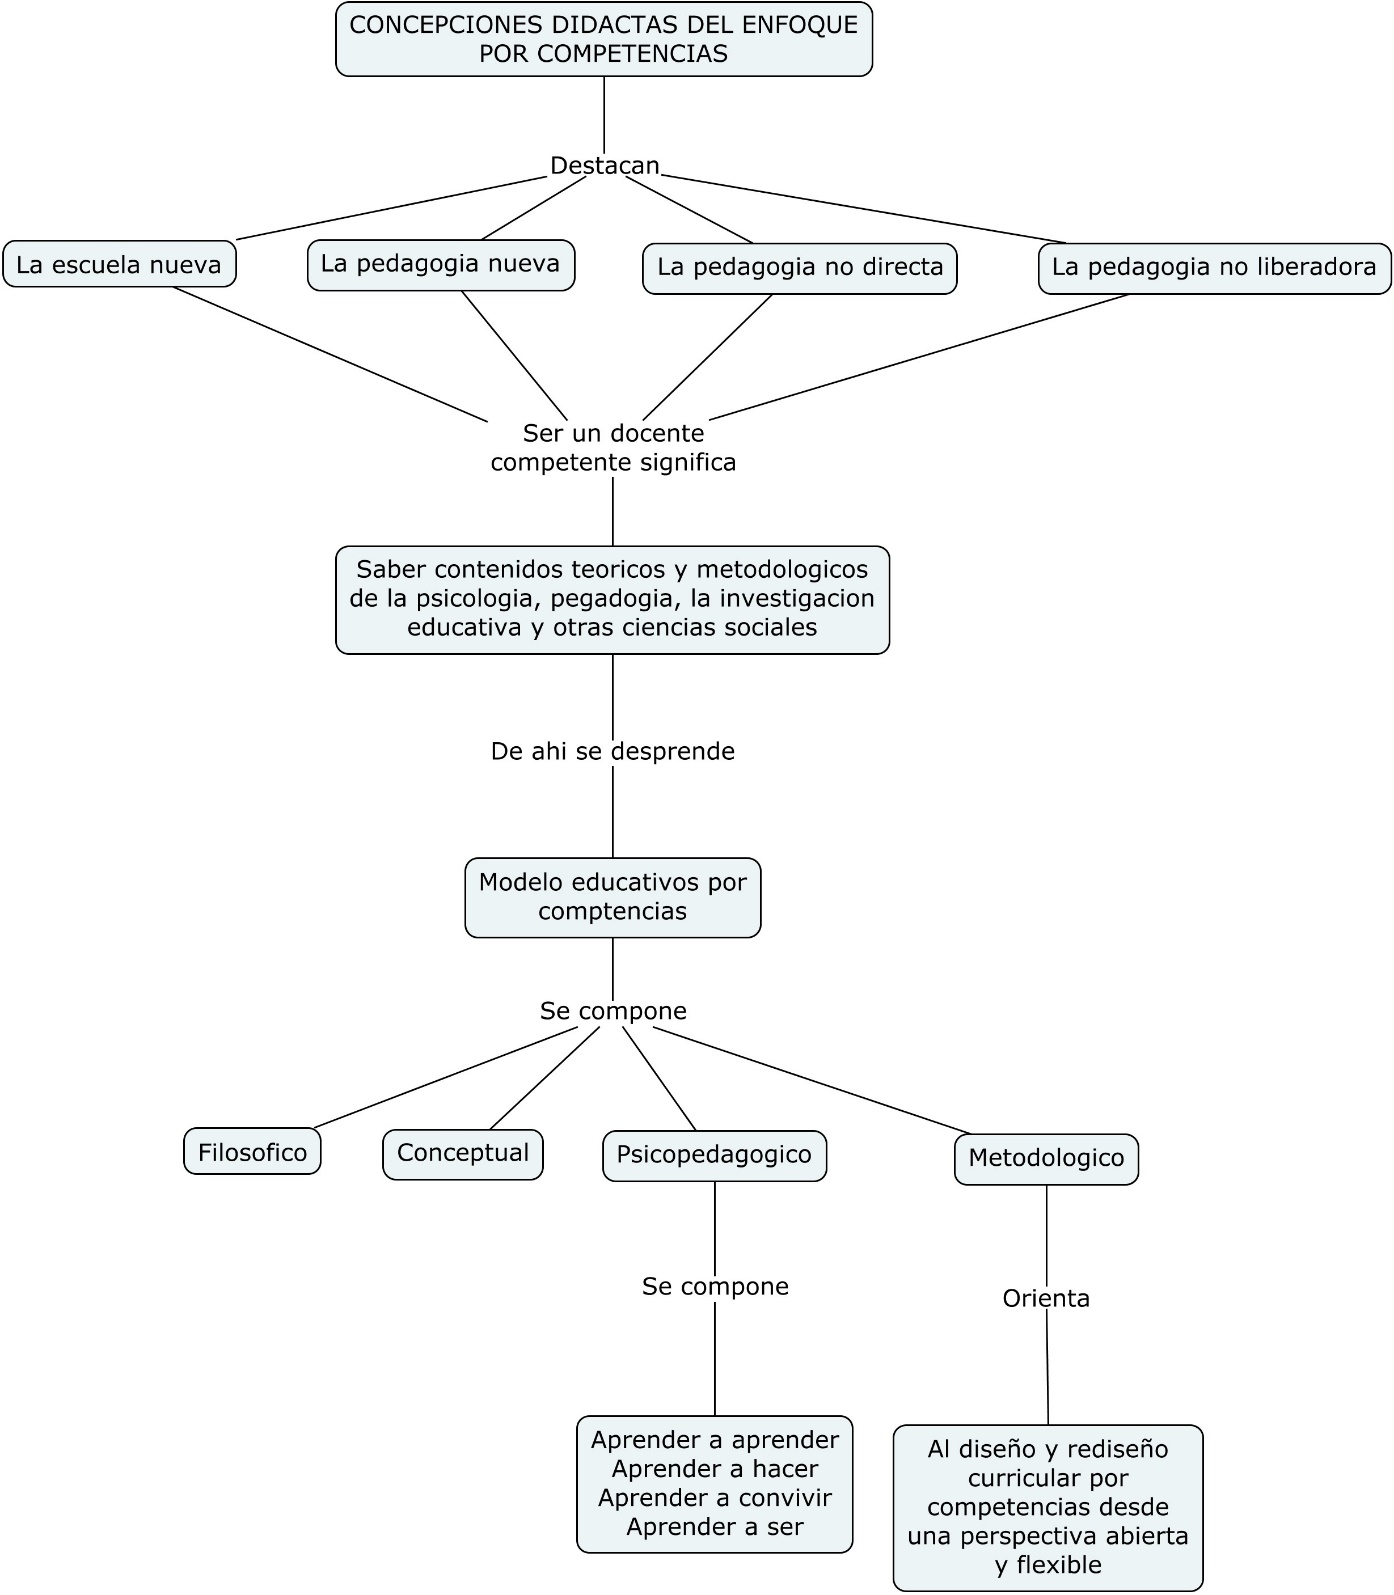 CONCEPCIONES DIDACTAS DEL ENFOQUE
POR COMPETENCIAS
Destacan
La escuela nueva
La pedagogia nueva
La pedagogia no directa
La pedagogia no liberadora
Ser un docente
competente significa
Saber contenidos teoricos y metodologicos
de la psicologia, pegadogia, la investigacion
educativa y otras ciencias sociales
De ahi se desprende
Modelo educativos por
comptencias
Se compone
Filosofico
Conceptual
Psicopedagogico
Metodologico
Se compone
Orienta
Aprender a aprender
Aprender a hacer
Aprender a convivir
Aprender a ser
Al diseño y rediseño
curricular por
competencias desde
una perspectiva abierta
y flexible